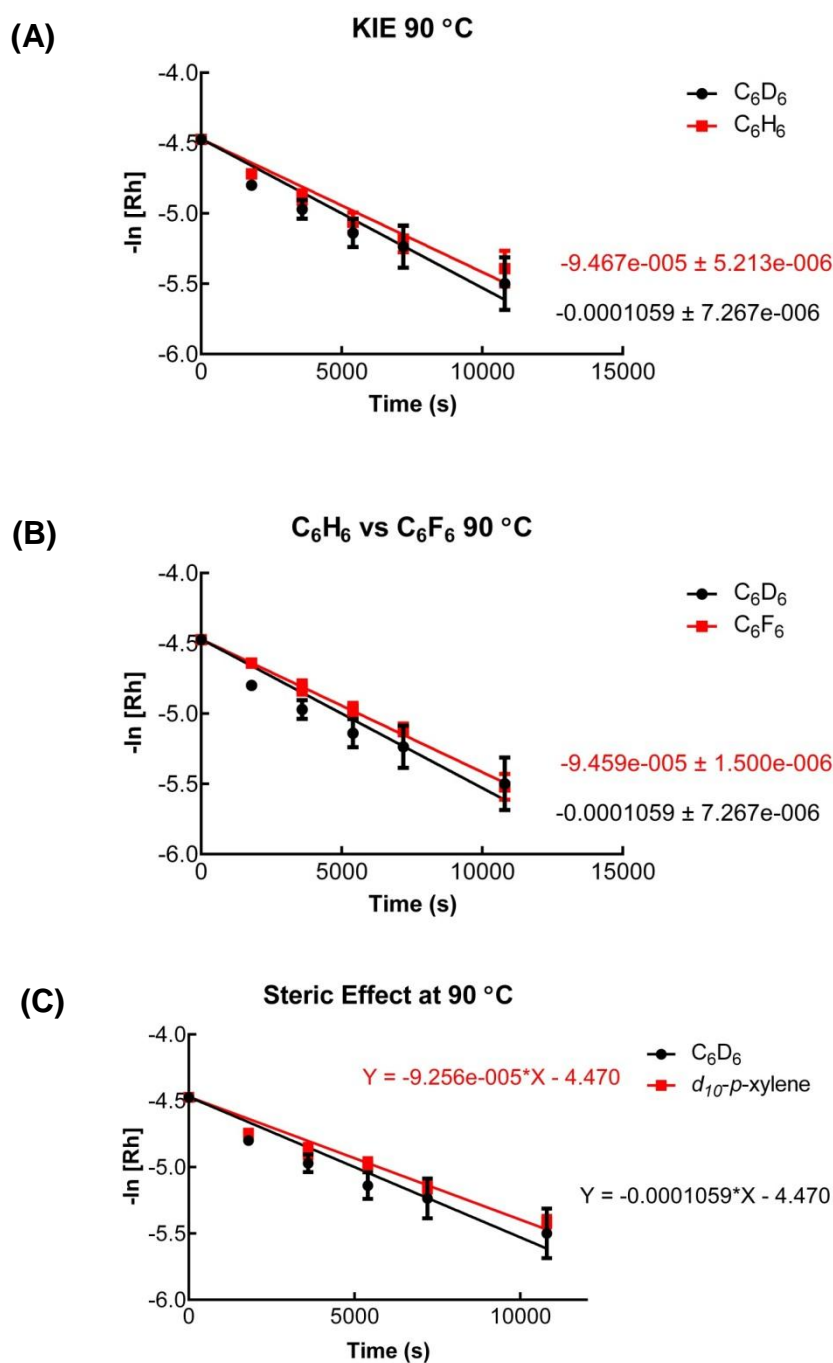 (A)
KIE 90 °C
-4.0
-4.5
-5.0
-5.5
-6.0
-ln [Rh]
0
5000
10000
15000
Time (s)
C₆D₆
C₆H₆
-9.467e-005 ± 5.213e-006
-0.0001059 ± 7.267e-006
(B)
C₆H₆ vs C₆F₆ 90 °C
-4.0
-4.5
-5.0
-5.5
-6.0
-ln [Rh]
0
5000
10000
15000
Time (s)
C₆D₆
C₆F₆
-9.459e-005 ± 1.500e-006
-0.0001059 ± 7.267e-006
(C)
Steric Effect at 90 °C
-4.0
-4.5
-5.0
-5.5
-6.0
-ln [Rh]
0
5000
10000
Time (s)
C₆D₆
d₁₀-p-xylene
Y = -9.256e-005*X - 4.470
Y = -0.0001059*X - 4.470